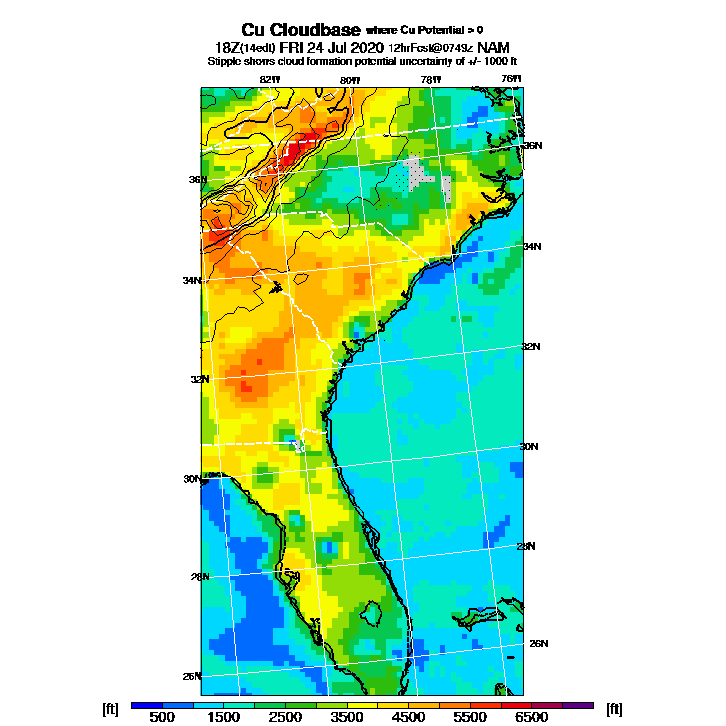 Cu Cloudbase where Cu Potential > 0
18Z(14edt) FRI 24 Jul 2020 12hrFcst@0749z NAM
Stipple shows cloud formation potential uncertainty of +/- 1000 ft
82W 80W 78W 76W
36N
36N
34N
34N
32N
32N
30N
30N
28N
28N
26N
26N
[ft] 500 1500 2500 3500 4500 5500 6500 [ft]